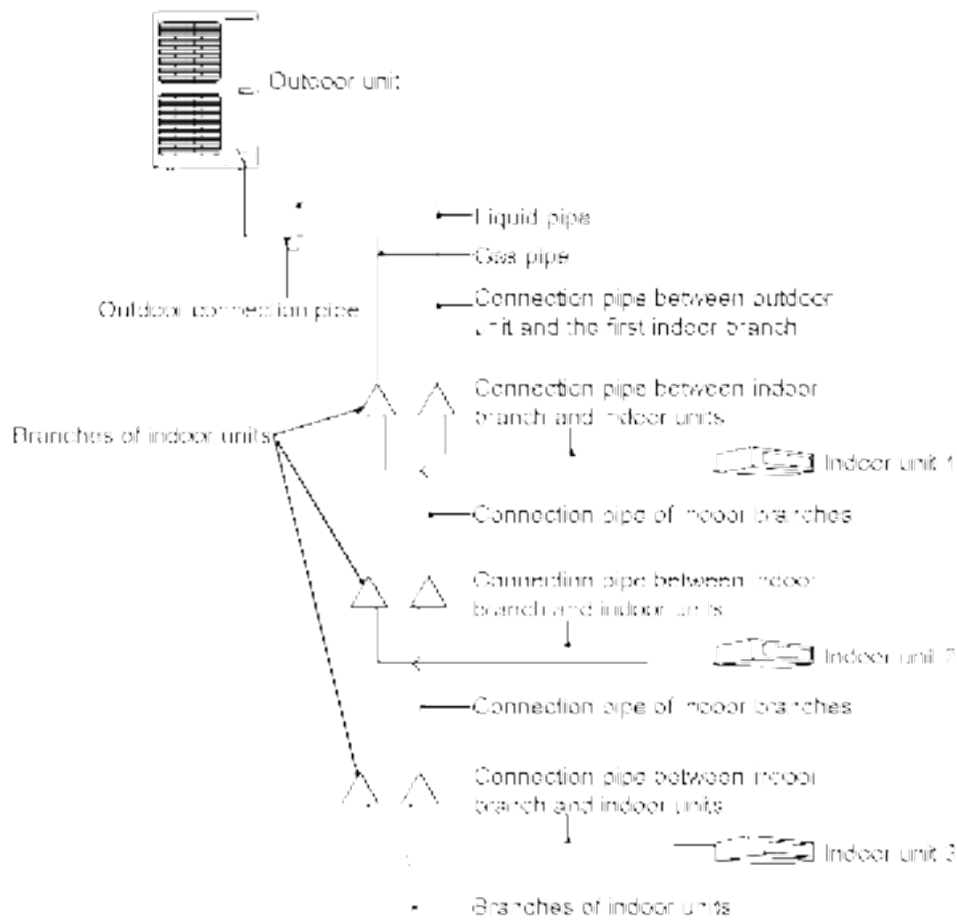 Outdoor unit
Liquid pipe
Gas pipe
Outdoor connection pipe
Connection pipe between outdoor
unit and the first indoor branch
Connection pipe between indoor
branch and indoor units
Branches of indoor units
Indoor unit 1
Connection pipe of indoor branches
Connection pipe between indoor
branch and indoor units
Indoor unit 2
Connection pipe of indoor branches
Connection pipe between indoor
branch and indoor units
Indoor unit 3
Branches of indoor units